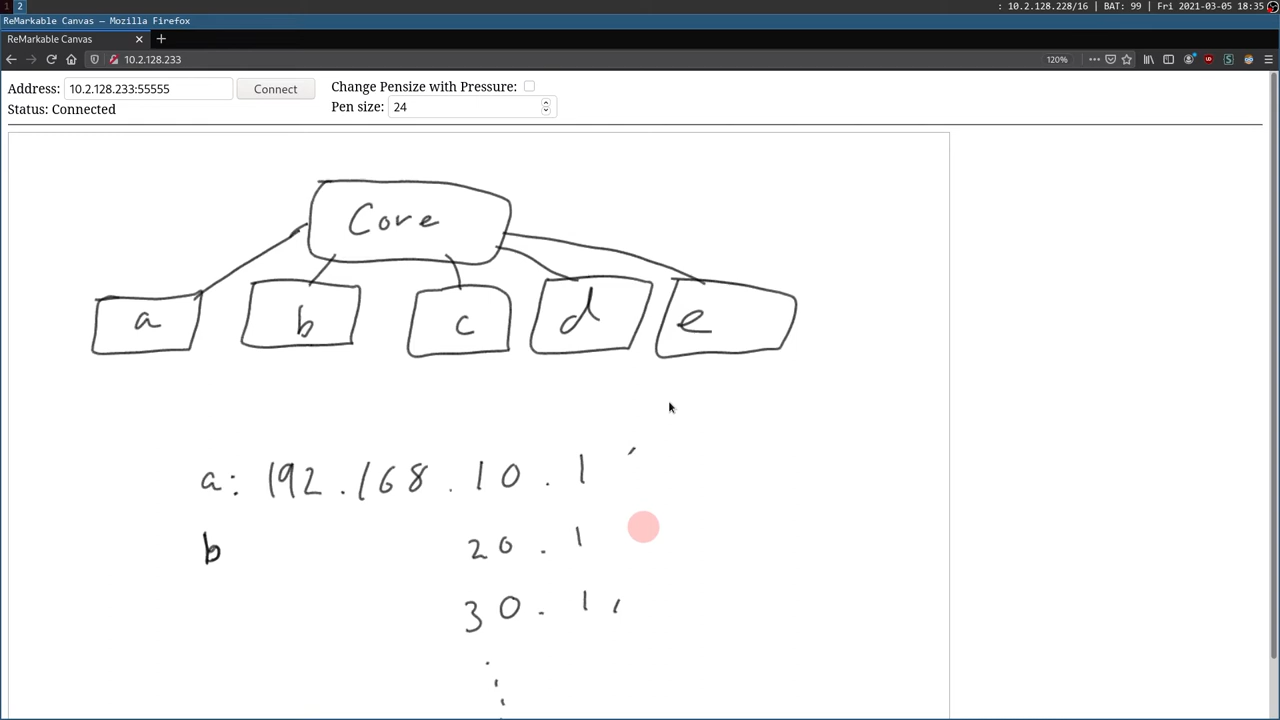 1 2 : 10.2.128.228/16 | BAT: 99 | Fri 2021-03-05 18:35
ReMarkable Canvas — Mozilla Firefox
ReMarkable Canvas
10.2.128.233 120%
Address: 10.2.128.233:55555 Connect Change Pensize with Pressure:
Status: Connected Pen size: 24
Core
a b c d e
a: 192.168.10.1
b 20.1
30.1